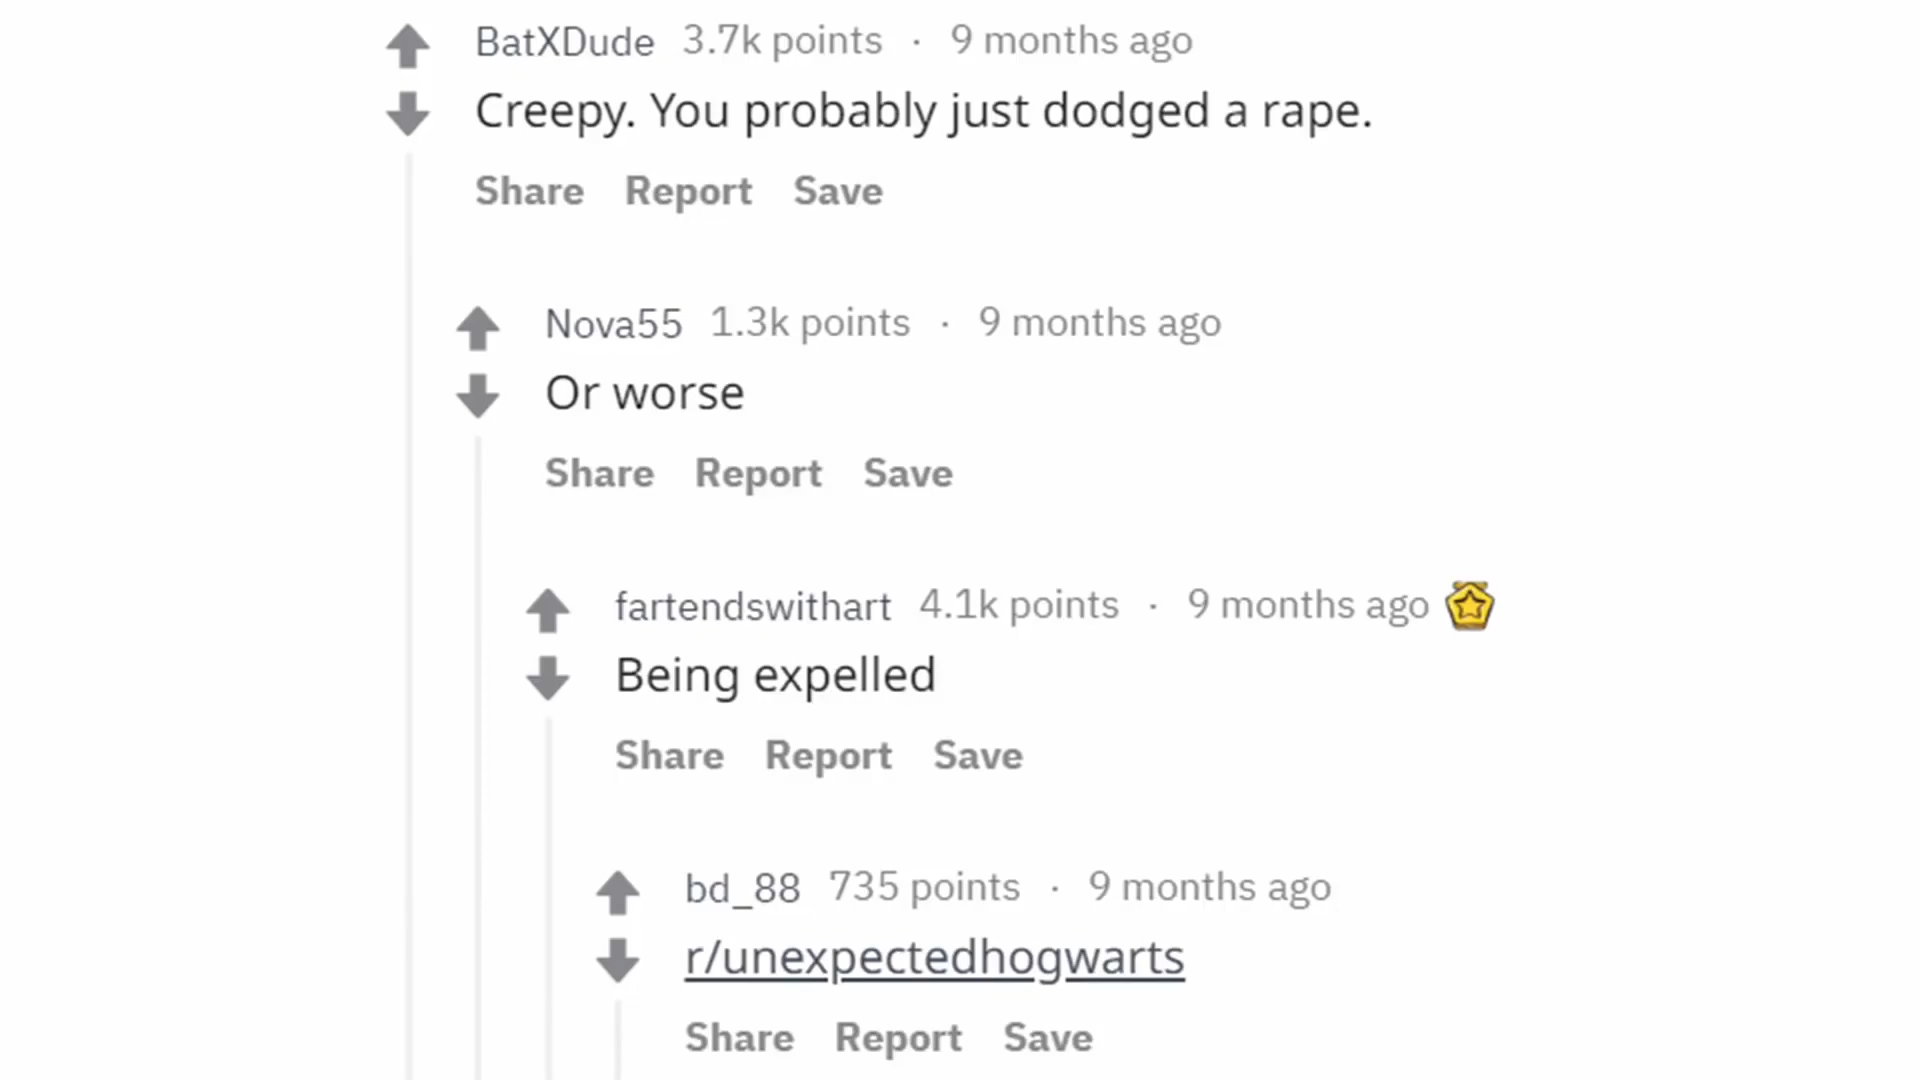 BatXDude 3.7k points · 9 months ago
Creepy. You probably just dodged a rape.
Share Report Save
Nova55 1.3k points · 9 months ago
Or worse
Share Report Save
fartendswithart 4.1k points · 9 months ago
Being expelled
Share Report Save
bd_88 735 points · 9 months ago
r/unexpectedhogwarts
Share Report Save